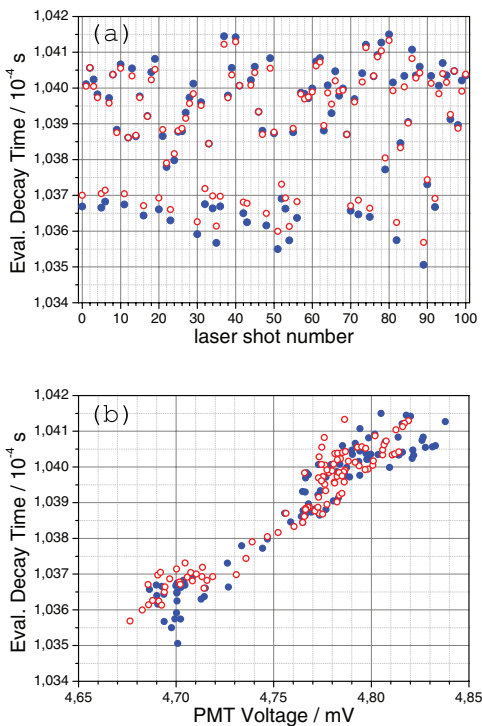 (a)
Eval. Decay Time / 10⁻⁴ s
1,042
1,041
1,040
1,039
1,038
1,037
1,036
1,035
1,034
0 10 20 30 40 50 60 70 80 90 100
laser shot number
(b)
Eval. Decay Time / 10⁻⁴ s
1,042
1,041
1,040
1,039
1,038
1,037
1,036
1,035
1,034
4,65 4,70 4,75 4,80 4,85
PMT Voltage / mV